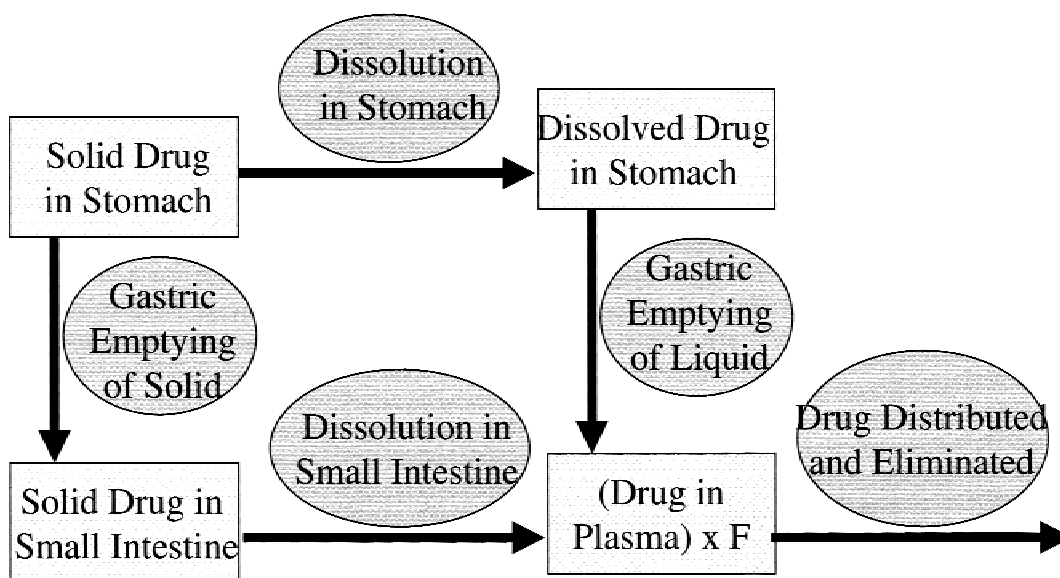 Dissolution
in Stomach
Solid Drug
in Stomach
Dissolved Drug
in Stomach
Gastric
Emptying
of Solid
Gastric
Emptying
of Liquid
Dissolution in
Small Intestine
Drug Distributed
and Eliminated
Solid Drug in
Small Intestine
(Drug in
Plasma) x F